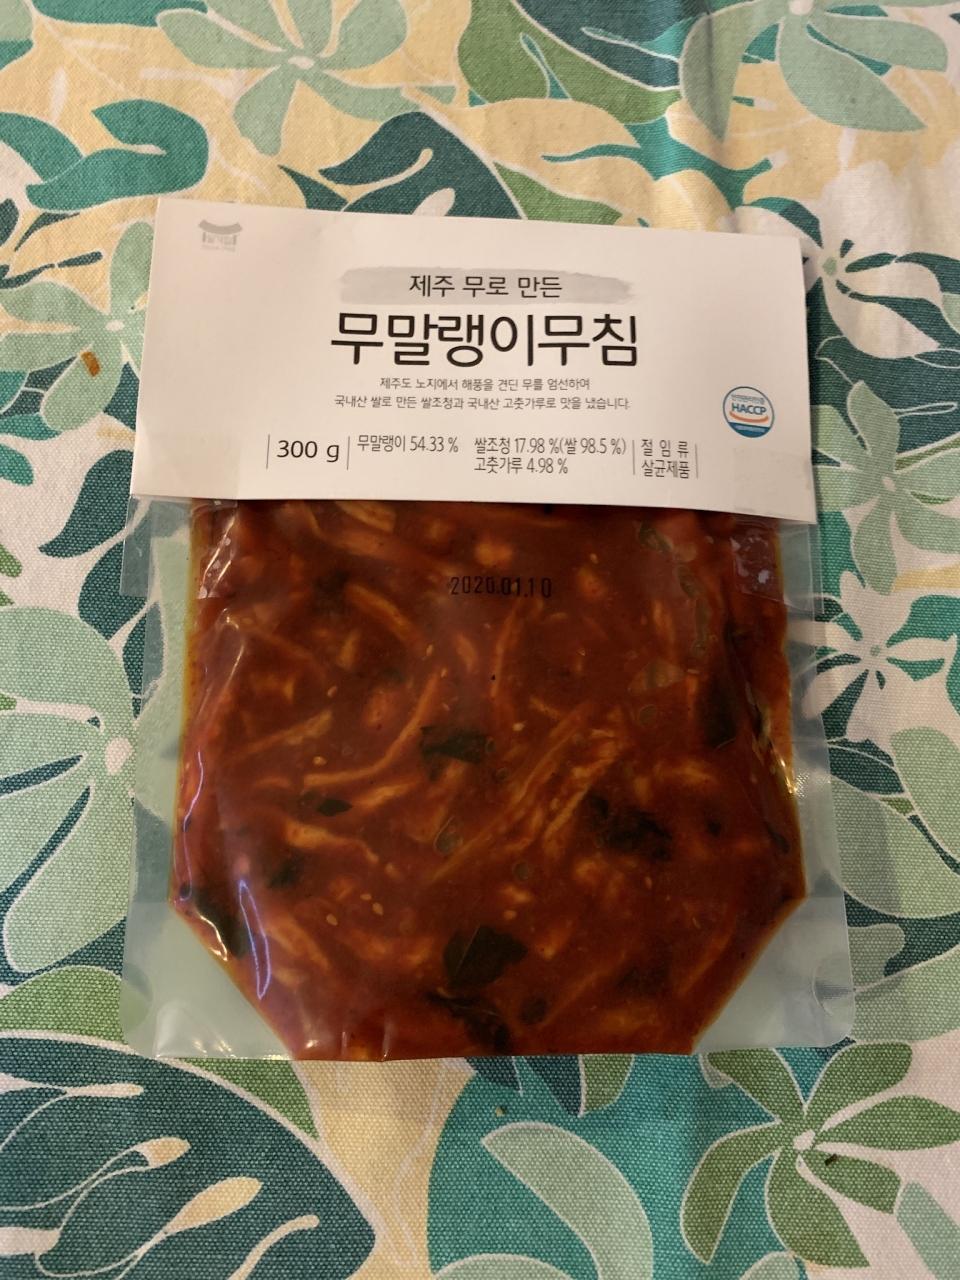 제주 무로 만든
무말랭이무침
제주도 노지에서 해풍을 견딘 무를 엄선하여
국내산 쌀로 만든 쌀조청과 국내산 고춧가루로 맛을 냈습니다.
HACCP
300 g
무말랭이 54.33 % 쌀조청 17.98 %(쌀 98.5 %)
고춧가루 4.98 %
절 임 류
살균제품
2020.01.10